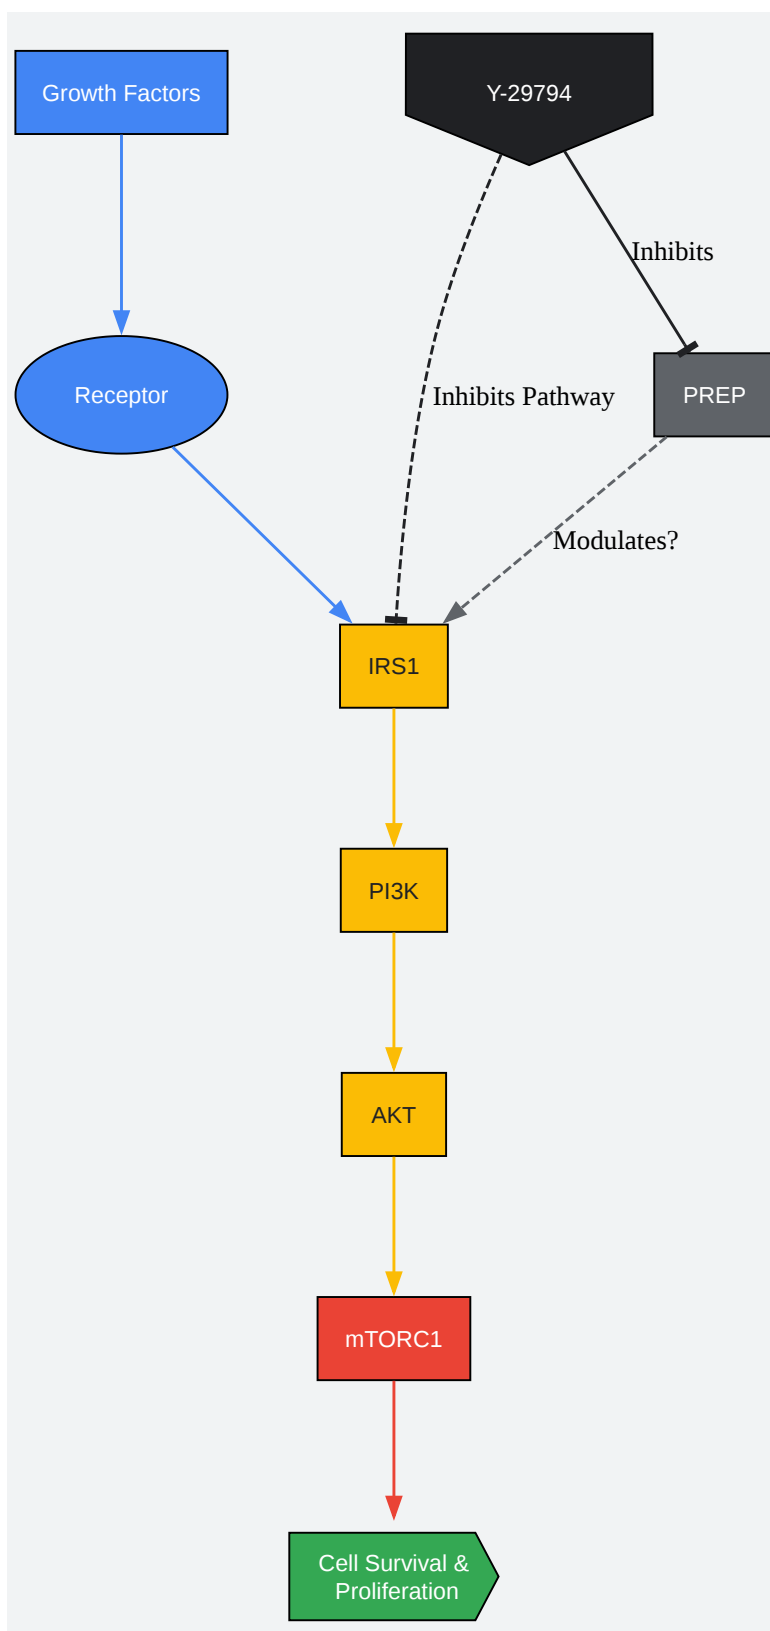 Growth Factors
Y-29794
Inhibits
Receptor
Inhibits Pathway
PREP
Modulates?
IRS1
PI3K
AKT
mTORC1
Cell Survival &
Proliferation